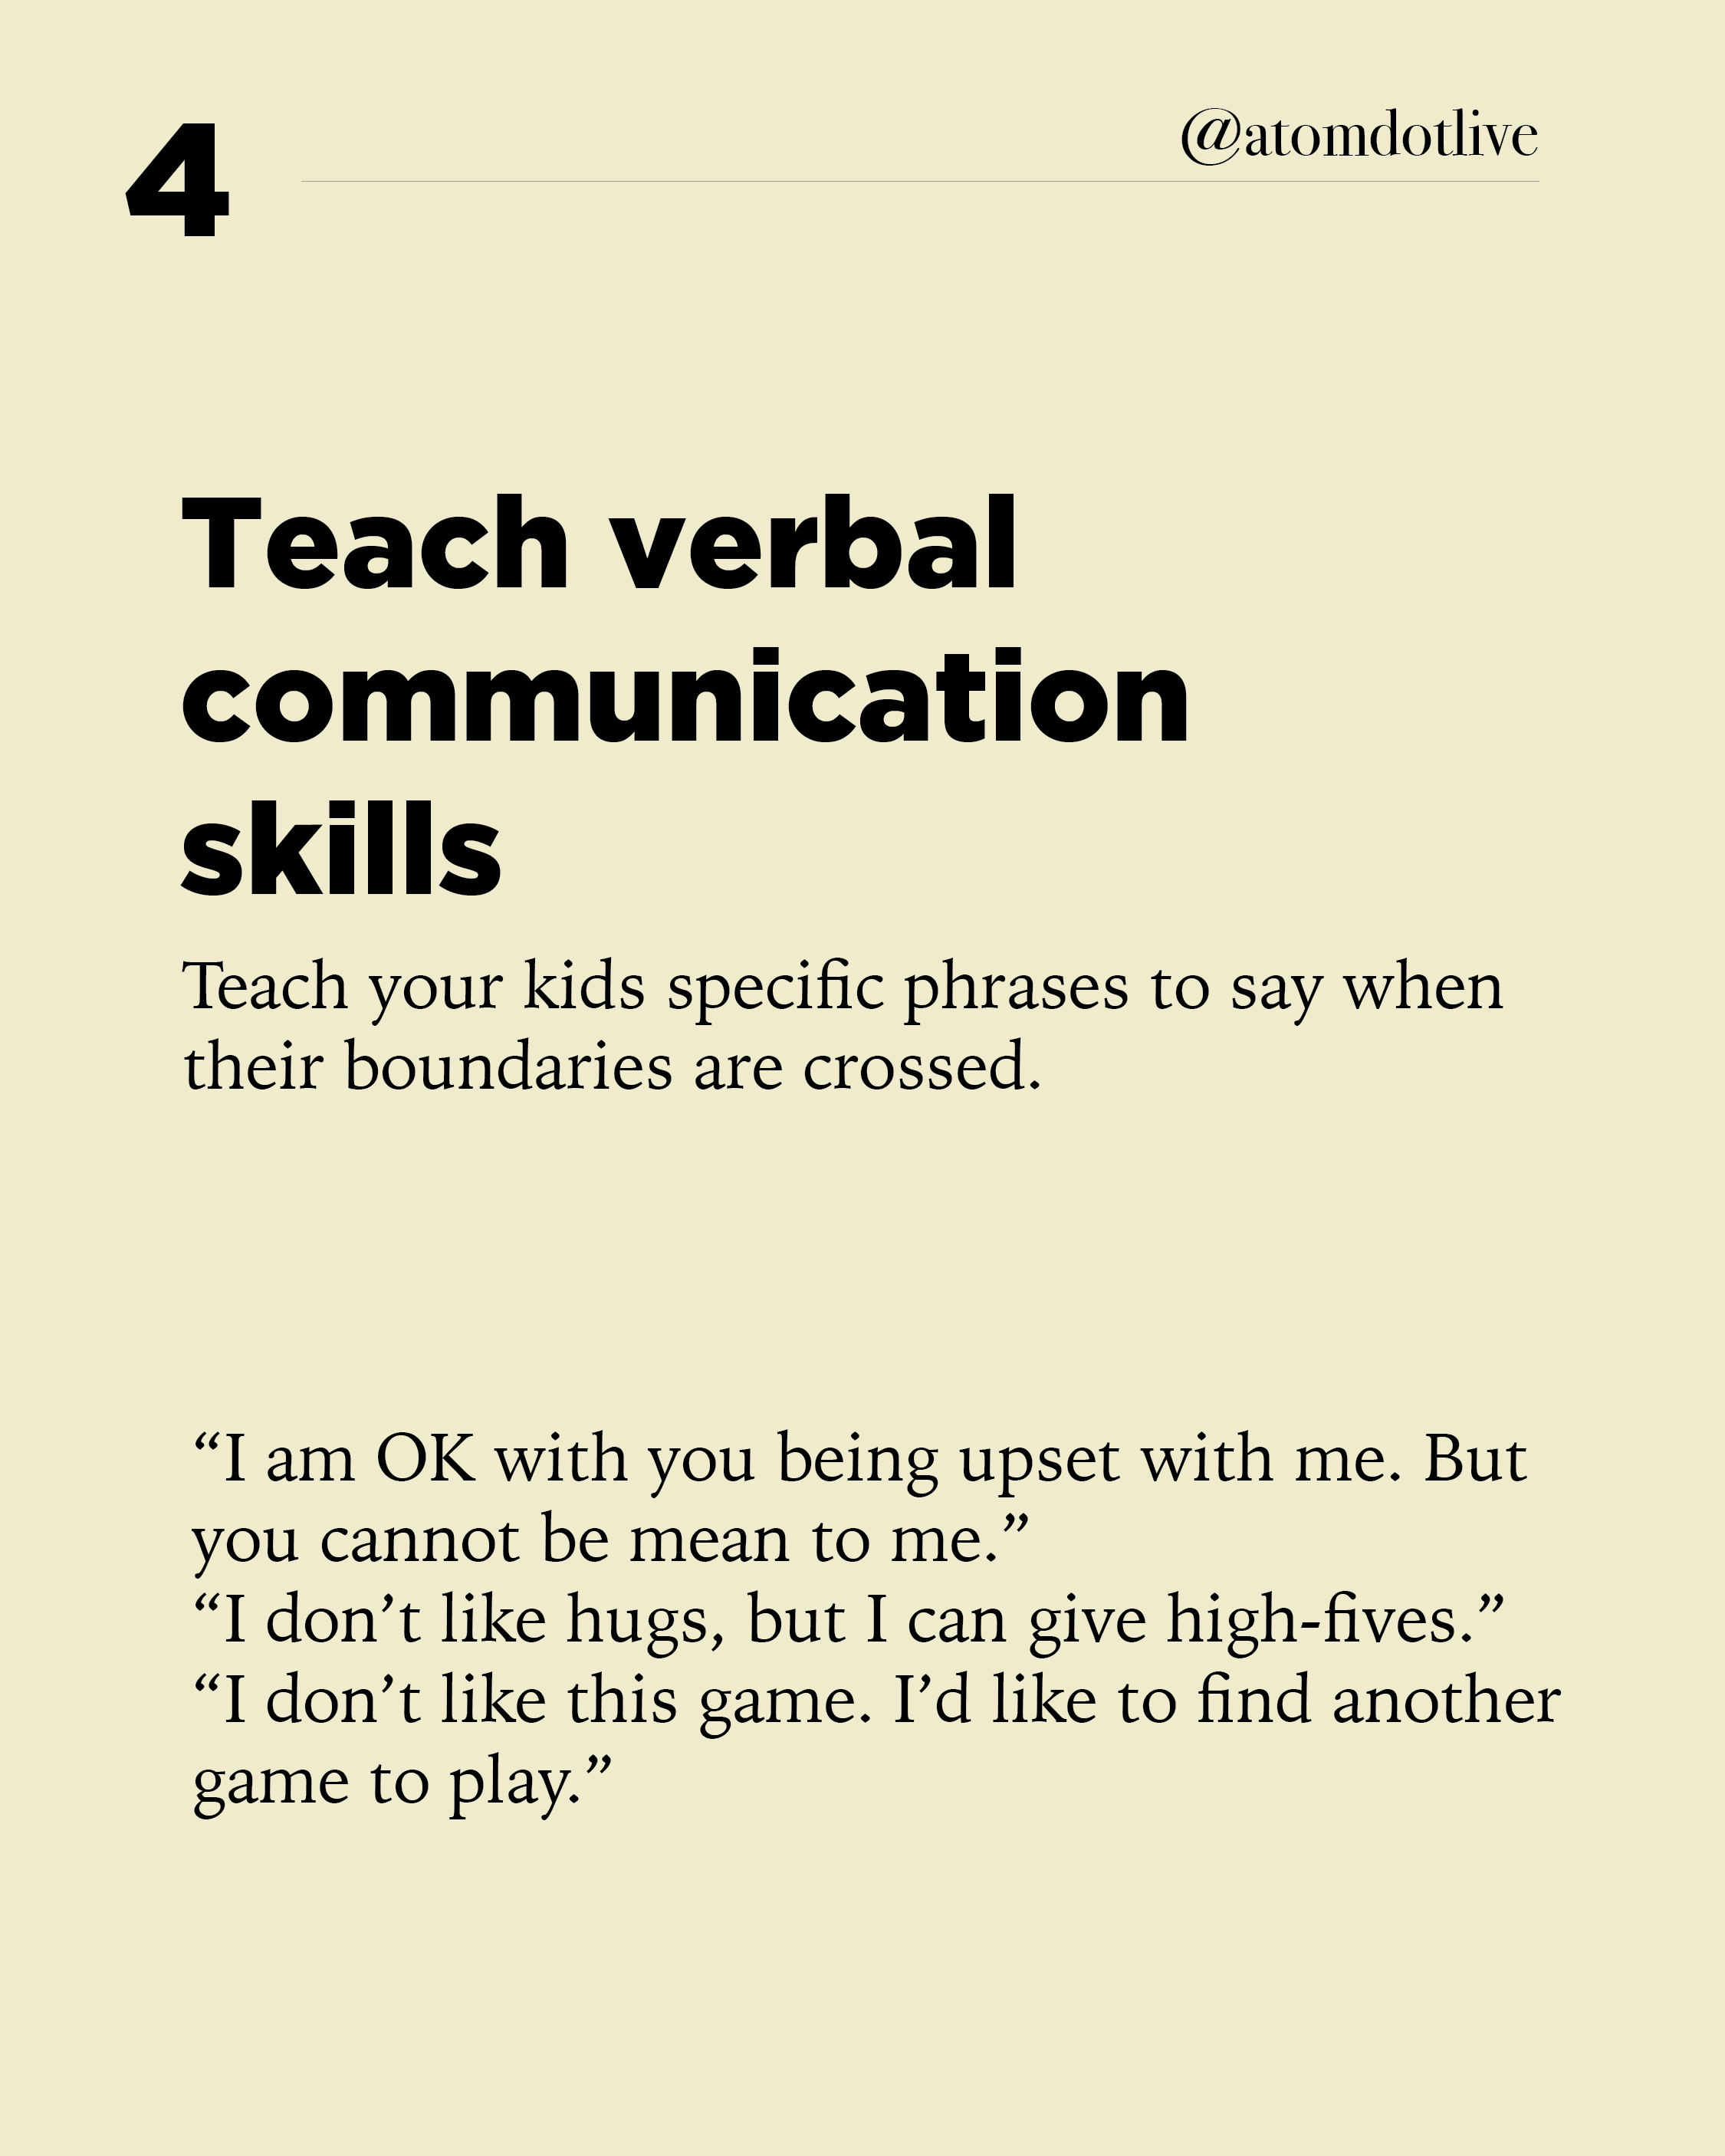 4
@atomdotlive
Teach verbal
communication
skills
Teach your kids specific phrases to say when
their boundaries are crossed.
“I am OK with you being upset with me. But
you cannot be mean to me.”
“I don’t like hugs, but I can give high-fives.”
“I don’t like this game. I’d like to find another
game to play.”